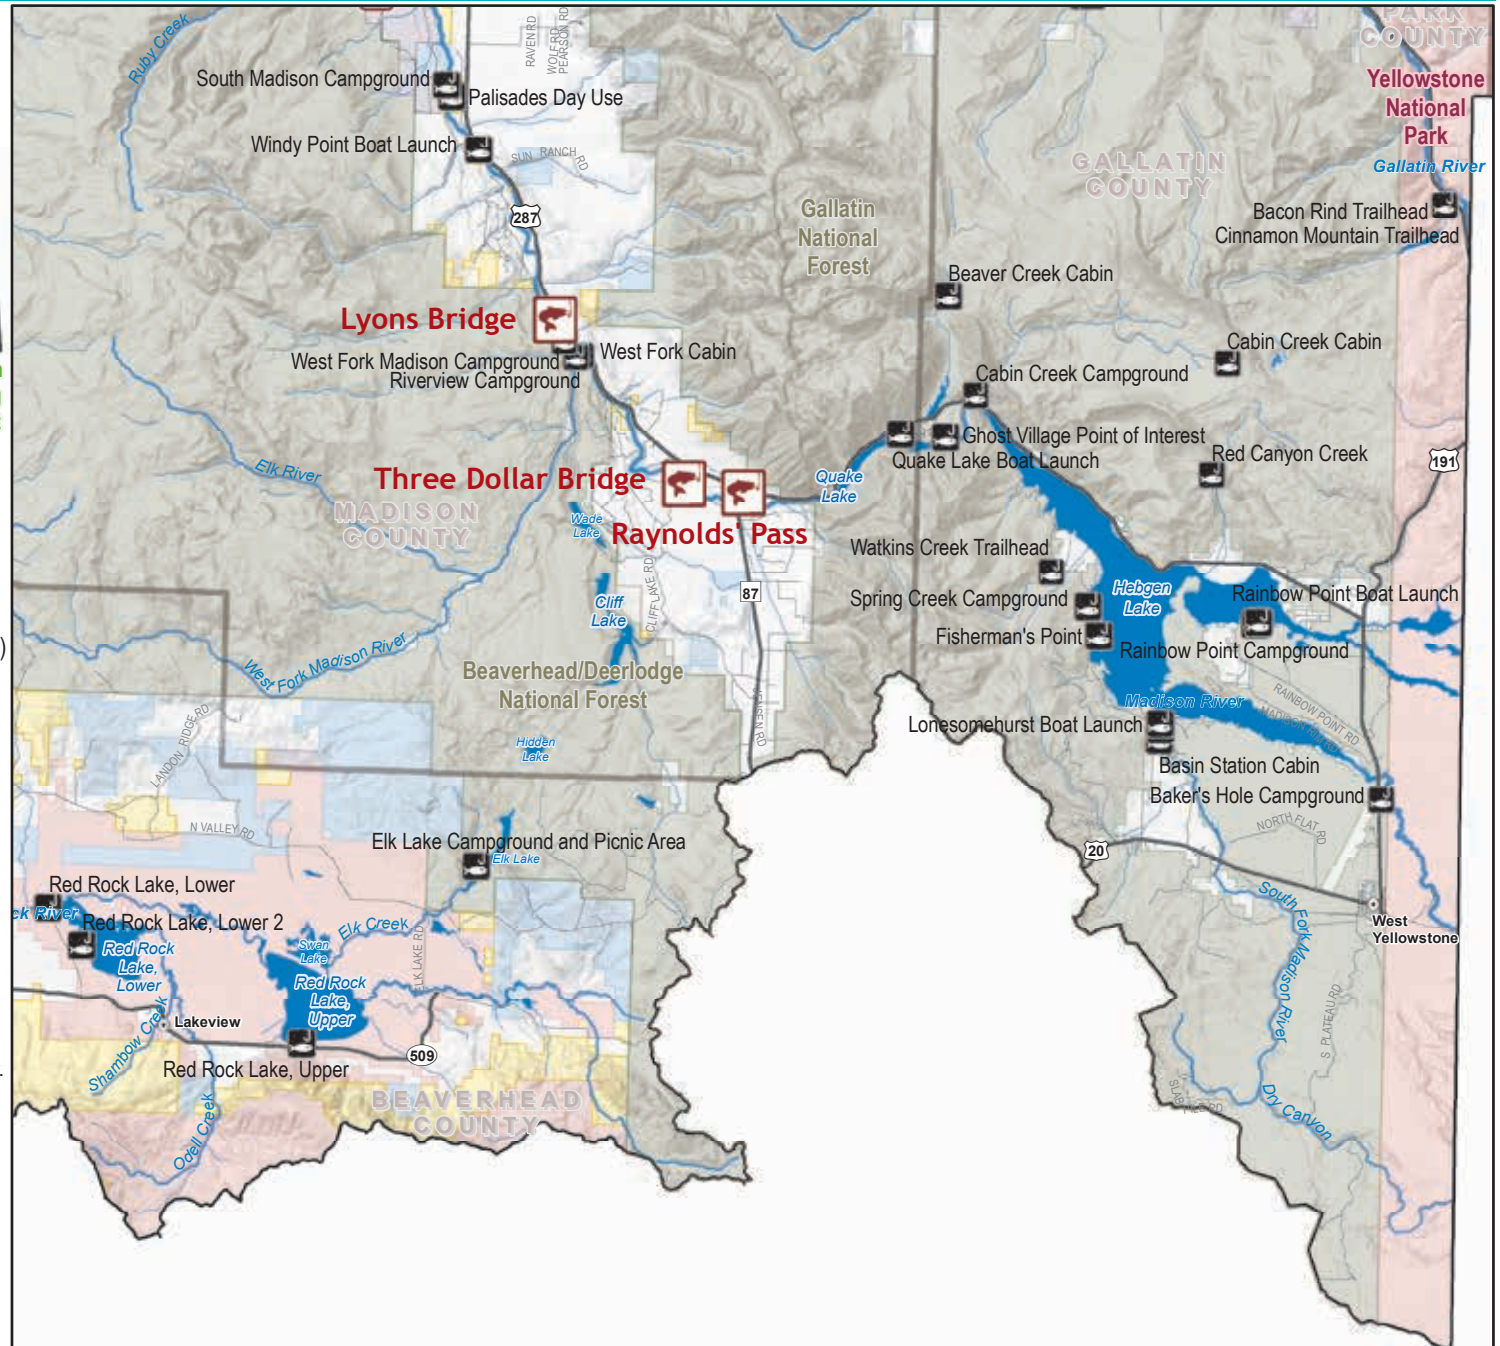 PARK
COUNTY
Ruby Creek
RAVEN RD
WOLF RD
PEARSON RD
South Madison Campground
Palisades Day Use
Yellowstone
National
Park
Windy Point Boat Launch
SUN RANCH RD
GALLATIN
COUNTY
Gallatin River
287
Gallatin
National
Forest
Bacon Rind Trailhead
Cinnamon Mountain Trailhead
Beaver Creek Cabin
Lyons Bridge
West Fork Madison Campground
West Fork Cabin
Riverview Campground
Cabin Creek Cabin
Cabin Creek Campground
Ghost Village Point of Interest
Quake Lake Boat Launch
Red Canyon Creek
191
Elk River
Three Dollar Bridge
Quake
Lake
MADISON
COUNTY
Wade
Lake
Raynolds' Pass
Watkins Creek Trailhead
CLIFF LAKE RD
87
Hebgen
Lake
Rainbow Point Boat Launch
Spring Creek Campground
Cliff
Lake
)
Fisherman's Point
Rainbow Point Campground
West Fork Madison River
Beaverhead/Deerlodge
National Forest
Madison River
RAINBOW POINT RD
MADISON RD
Lonesomehurst Boat Launch
LANDON RIDGE RD
Hidden
Lake
Basin Station Cabin
Baker's Hole Campground
N VALLEY RD
NORTH FLAT RD
Elk Lake Campground and Picnic Area
Elk Lake
20
Red Rock Lake, Lower
ck River
Red Rock Lake, Lower 2
Elk Creek
South Fork Madison River
West
Yellowstone
Red Rock
Lake,
Lower
Swan
Lake
ELK LAKE RD
Red Rock
Lake,
Upper
S PLATEAU RD
Shambow Creek
Lakeview
509
Red Rock Lake, Upper
BEAVERHEAD
COUNTY
Dry Canyon
Odell Creek